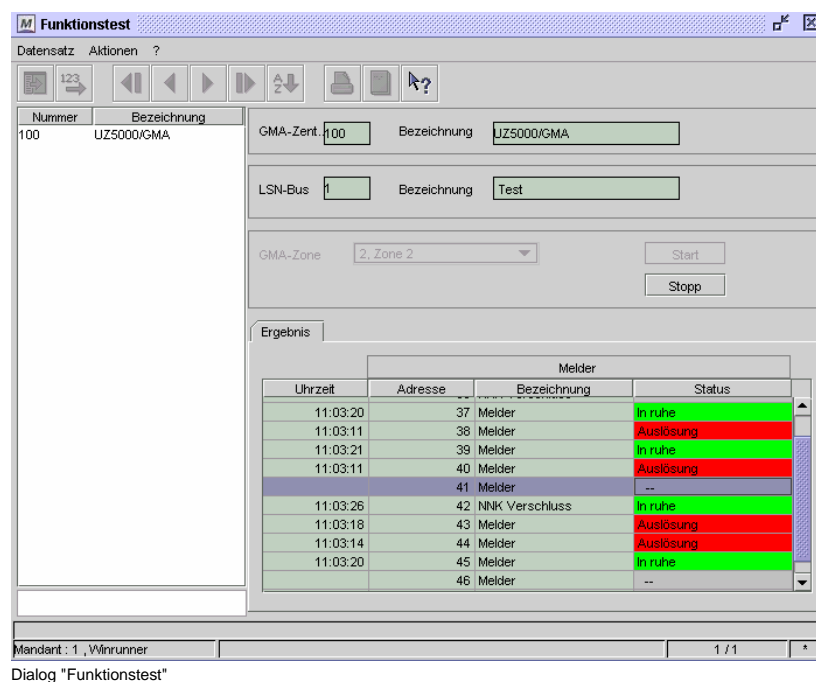 M Funktionstest
Datensatz Aktionen ?
123 A Z ?
Nummer Bezeichnung
100 UZ5000/GMA
GMA-Zent.. 100 Bezeichnung UZ5000/GMA
LSN-Bus 1 Bezeichnung Test
GMA-Zone 2, Zone 2 Start
Stopp
Ergebnis
Melder
Uhrzeit Adresse Bezeichnung Status
11:03:20 37 Melder In ruhe
11:03:11 38 Melder Auslösung
11:03:21 39 Melder In ruhe
11:03:11 40 Melder Auslösung
41 Melder --
11:03:26 42 NNK Verschluss In ruhe
11:03:18 43 Melder Auslösung
11:03:14 44 Melder Auslösung
11:03:20 45 Melder In ruhe
46 Melder --
Mandant : 1 , Winrunner 1 / 1 *
Dialog "Funktionstest"